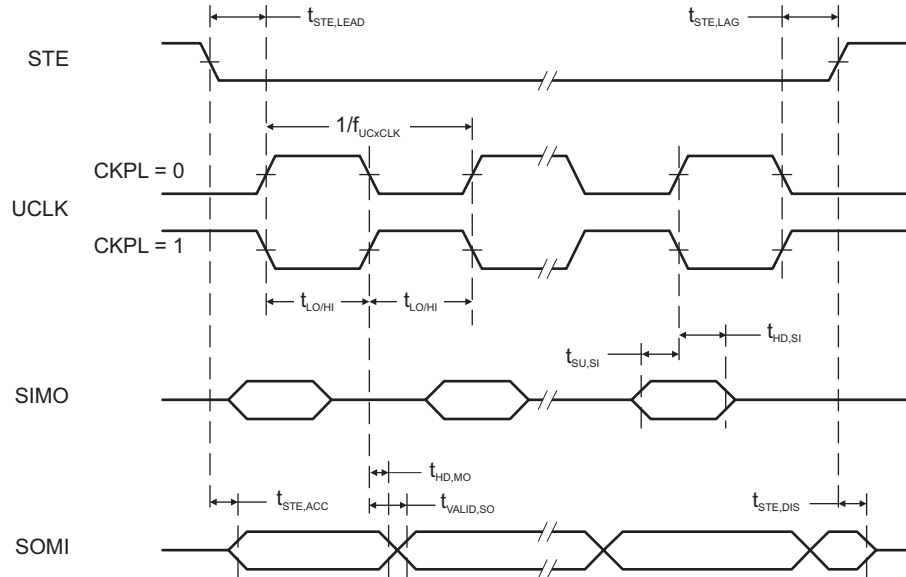 tSTE,LEAD
tSTE,LAG
STE
1/fUCxCLK
CKPL = 0
UCLK
CKPL = 1
tLO/HI
tLO/HI
tSU,SI
tHD,SI
SIMO
tHD,MO
tSTE,ACC
tVALID,SO
tSTE,DIS
SOMI